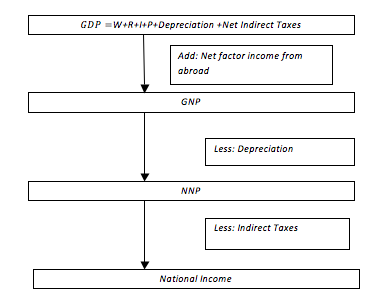 GDP =W+R+I+P+Depreciation +Net Indirect Taxes
Add: Net factor income from
abroad
GNP
Less: Depreciation
NNP
Less: Indirect Taxes
National Income